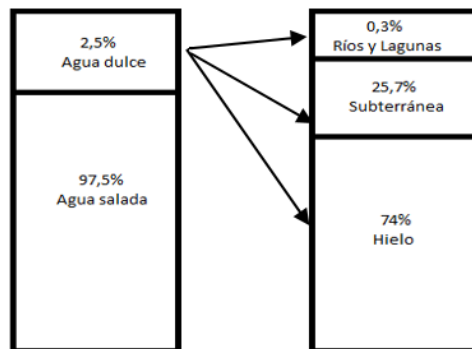 2,5%
Agua dulce
97,5%
Agua salada
0,3%
Ríos y Lagunas
25,7%
Subterránea
74%
Hielo